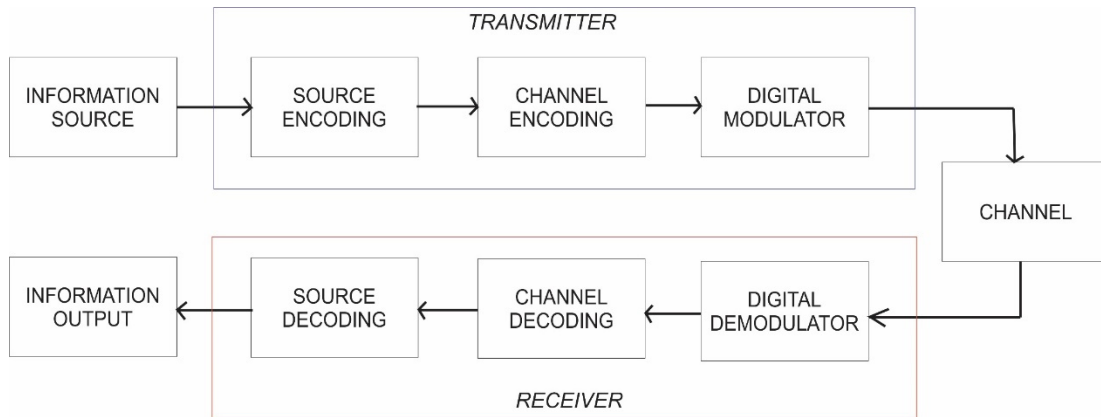 TRANSMITTER
INFORMATION
SOURCE
SOURCE
ENCODING
CHANNEL
ENCODING
DIGITAL
MODULATOR
CHANNEL
DIGITAL
DEMODULATOR
CHANNEL
DECODING
SOURCE
DECODING
INFORMATION
OUTPUT
RECEIVER